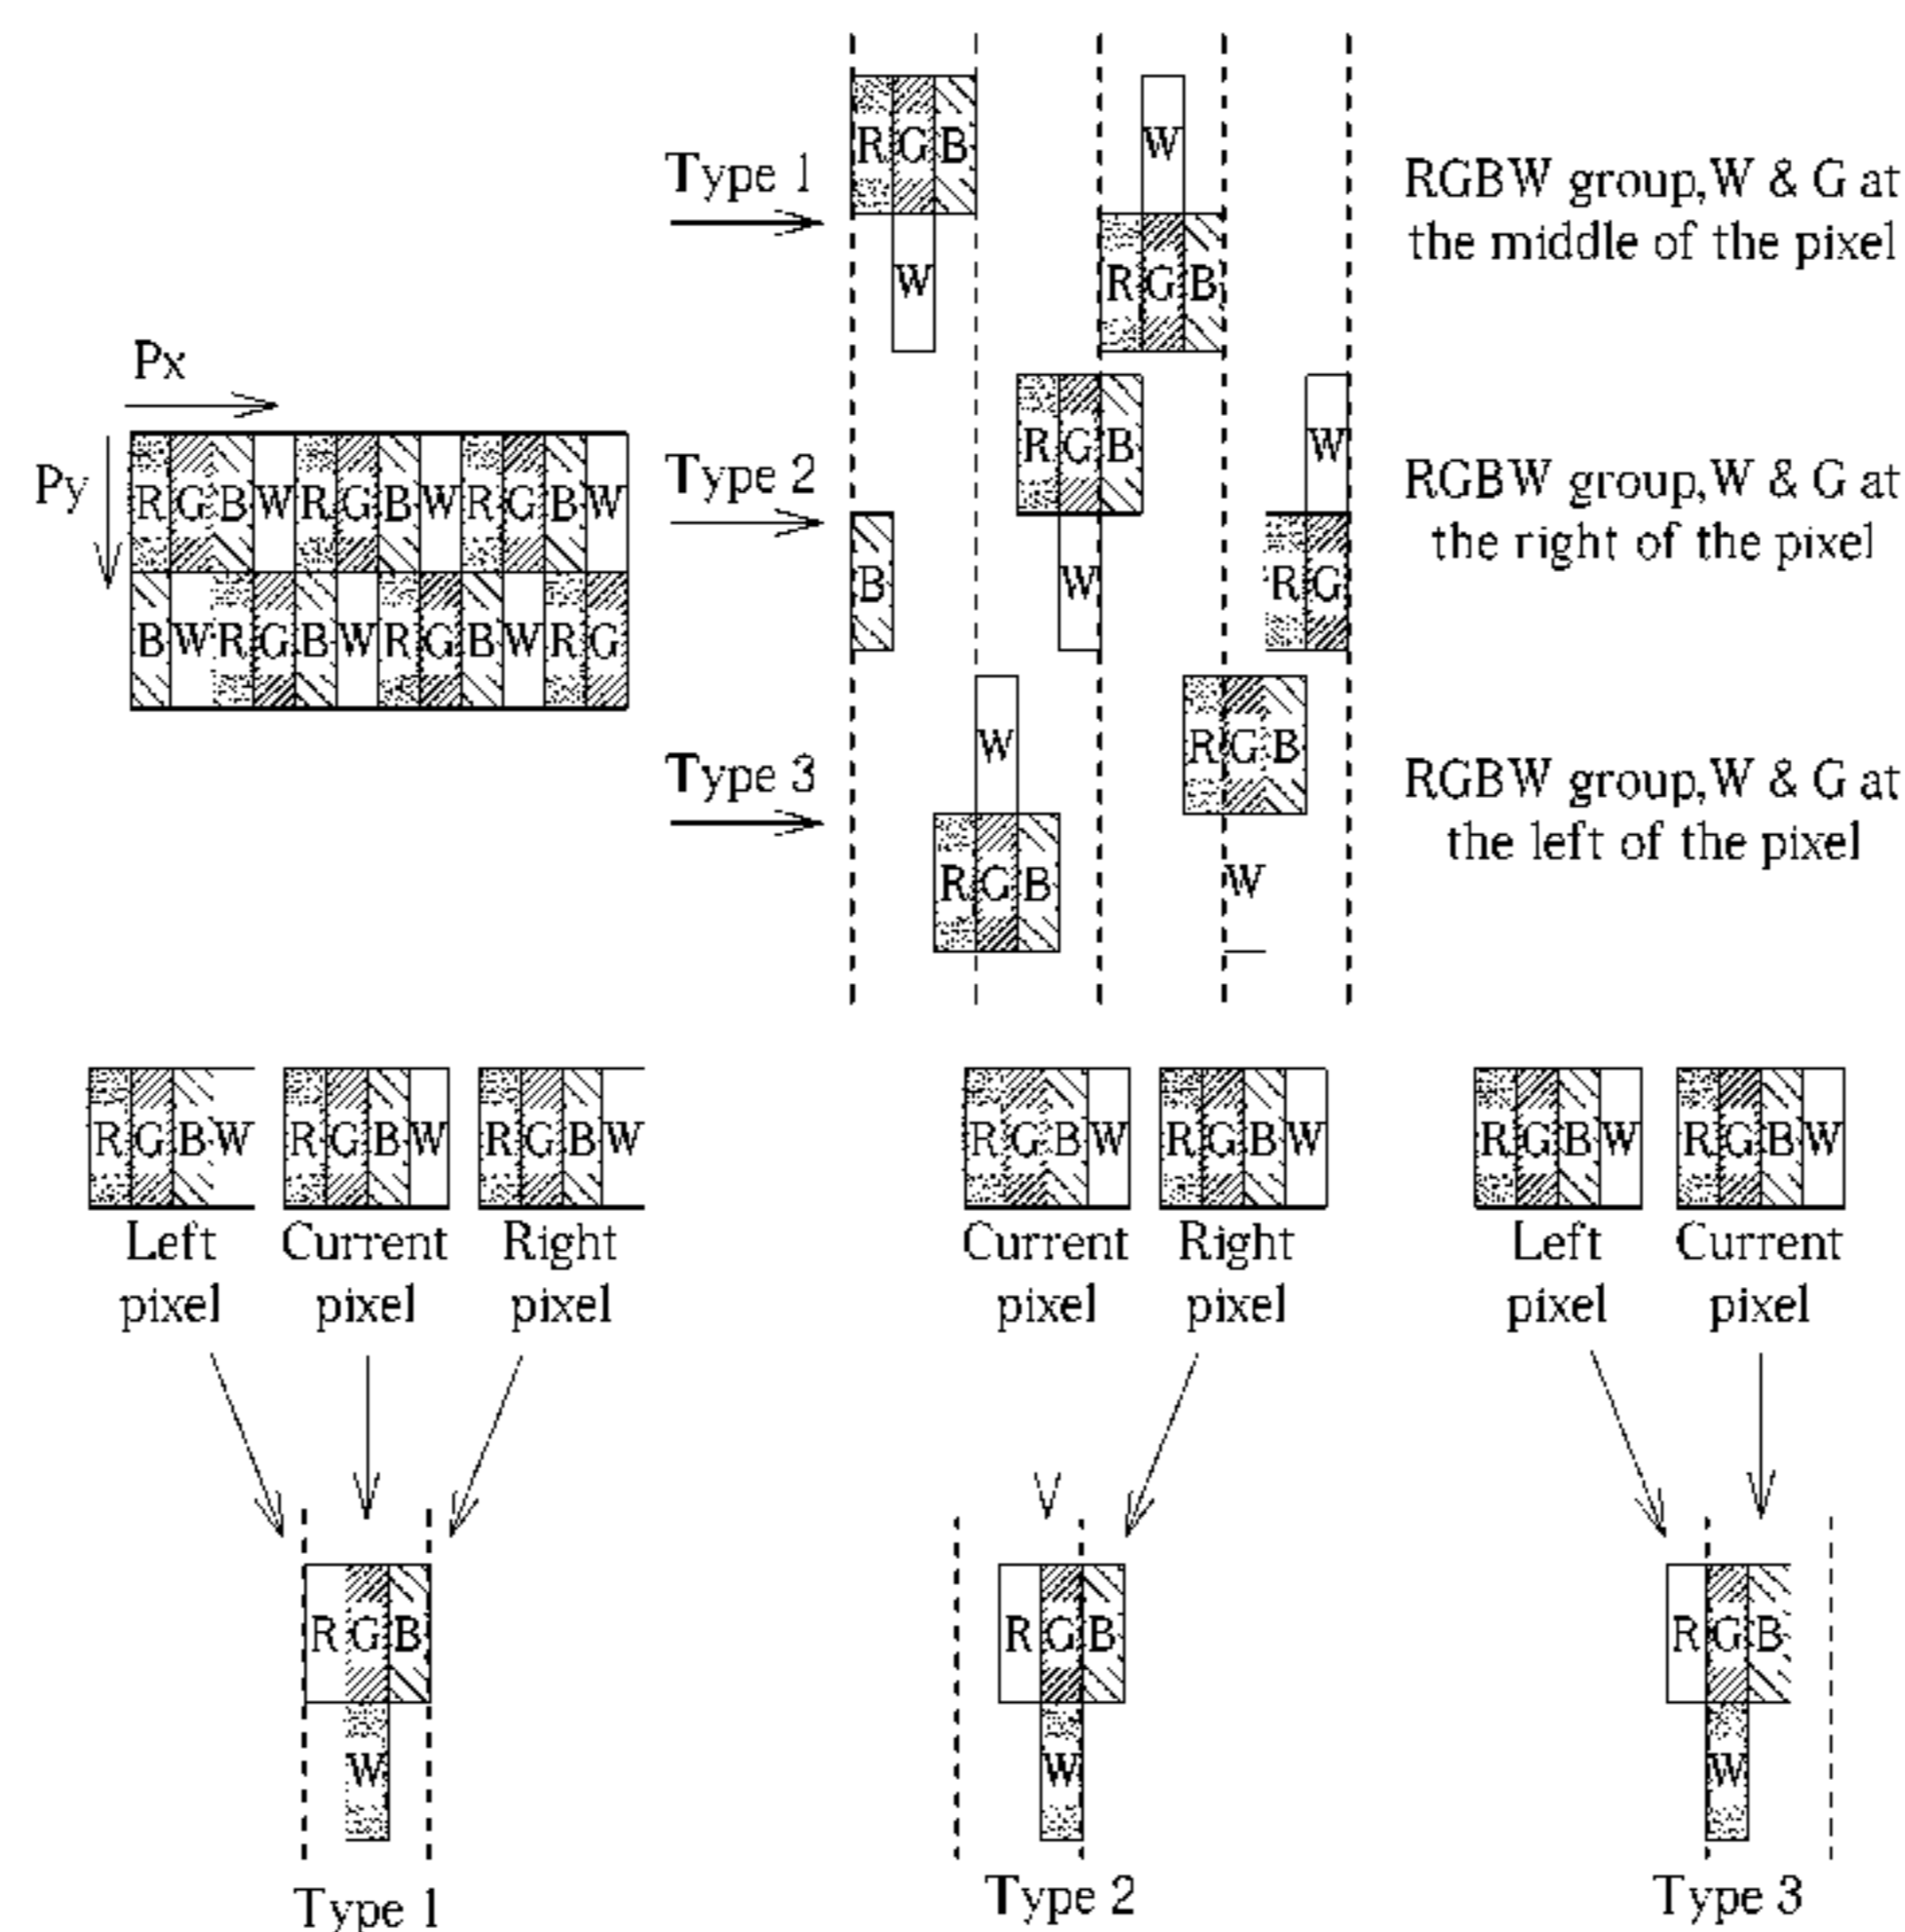 R G B W
Type 1
W R G B
RGBW group, W & G at
the middle of the pixel
Px
Py
R G B W R G B W R G B W
B W R G B W R G B W R G
R G B W
Type 2
B W R G
RGBW group, W & G at
the right of the pixel
W R G B
Type 3
R G B W
RGBW group, W & G at
the left of the pixel
R G B W R G B W R G B W
Left pixel
Current pixel
Right pixel
R G B W R G B W
Current pixel
Right pixel
R G B W R G B W
Left pixel
Current pixel
R G B
W
Type 1
R G B
W
Type 2
R G B
W
Type 3